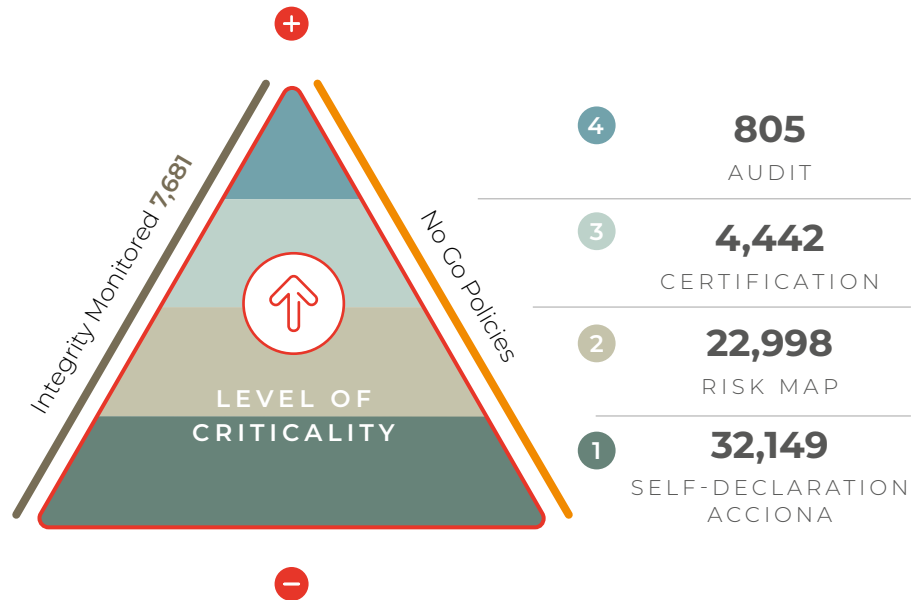 +
Integrity Monitored 7,681
No Go Policies
LEVEL OF
CRITICALITY
−
4
805
AUDIT
3
4,442
CERTIFICATION
2
22,998
RISK MAP
1
32,149
SELF-DECLARATION
ACCIONA